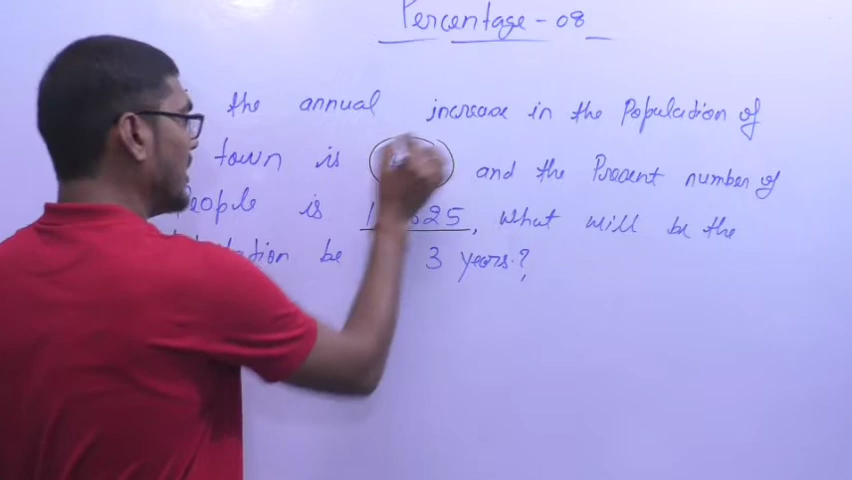 Percentage - 08
the annual increase in the Population of
town is and the Present number of
People is what will be the
be 3 years?